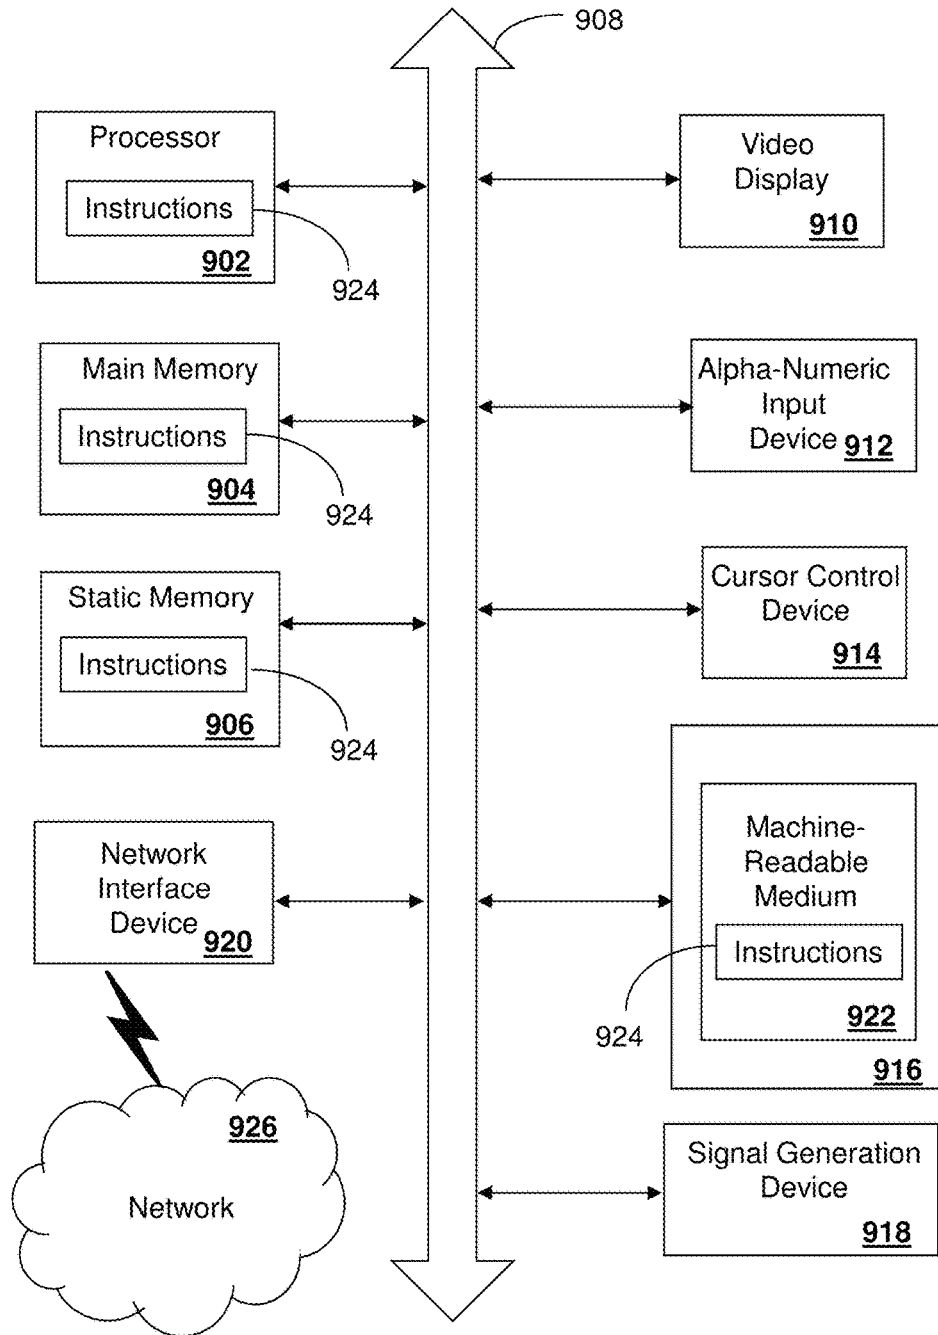 908
Processor
Instructions
902
924
Main Memory
Instructions
904
924
Static Memory
Instructions
906
924
Network
Interface
Device
920
926
Network
Video
Display
910
Alpha-Numeric
Input
Device
912
Cursor Control
Device
914
Machine-
Readable
Medium
Instructions
922
924
916
Signal Generation
Device
918